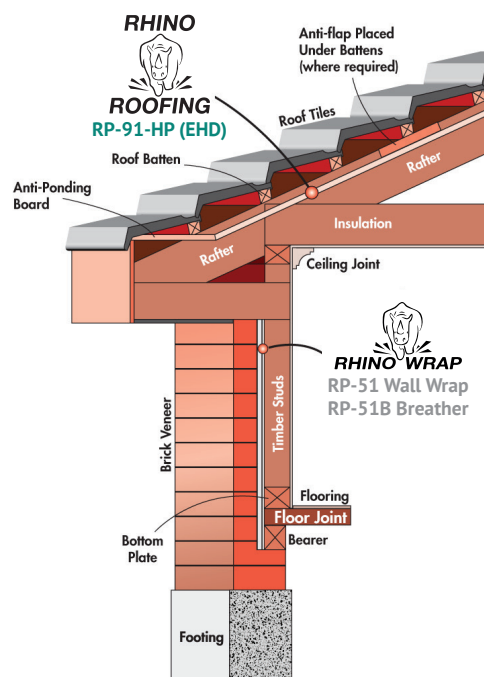 RHINO
ROOFING
RP-91-HP (EHD)
Anti-flap Placed
Under Battens
(where required)
Roof Tiles
Roof Batten
Rafter
Anti-Ponding
Board
Insulation
Rafter
Ceiling Joint
RHINO WRAP
RP-51 Wall Wrap
RP-51B Breather
Timber Studs
Brick Veneer
Flooring
Floor Joint
Bottom
Plate
Bearer
Footing